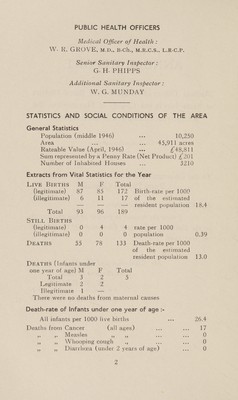 PUBLIC HEALTH OFFICERS
Medical Officer of Health :
W. R. GROVE, M.D., B.Ch., M.R.C.S., L.R.C.P.
Senior Sanitary Inspector :
G. H. PHIPPS
Additional Sanitary Inspector :
W. G. MUNDAY
STATISTICS AND SOCIAL CONDITIONS OF THE AREA
General Statistics
Population (middle 1946) ... 10,250
Area ... ... 45,911 acres
Rateable Value (April, 1946) ... £48,811
Sum represented by a Penny Rate (Net Product) £201
Number of Inhabited Houses ... 3210
Extracts from Vital Statistics for the Year
LIVE BIRTHS M F Total
(legitimate) 87 85 172 Birth-rate per 1000
(illegitimate) 6 11 17 of the estimated
— — — resident population 18.4
Total 93 96 189
STILL BIRTHS
(legitimate) 0 4 4 rate per 1000
(illegitimate) 0 0 0 population 0.39
DEATHS 55 78 133 Death-rate per 1000
of the estimated
resident population 13.0
DEATHS (Infants under
one year of age) M F Total
Total 3 2 5
Legitimate 2 2
Illegitimate 1 —
There were no deaths from maternal causes
Death-rate of Infants under one year of age :-
All infants per 1000 live births ... 26.4
Deaths from Cancer (all ages) ... ... 17
„ „ Measles „ ... ... 0
„ „ Whooping cough „ ... 0
„ „ Diarrhœa (under 2 years of age) ... 0
2